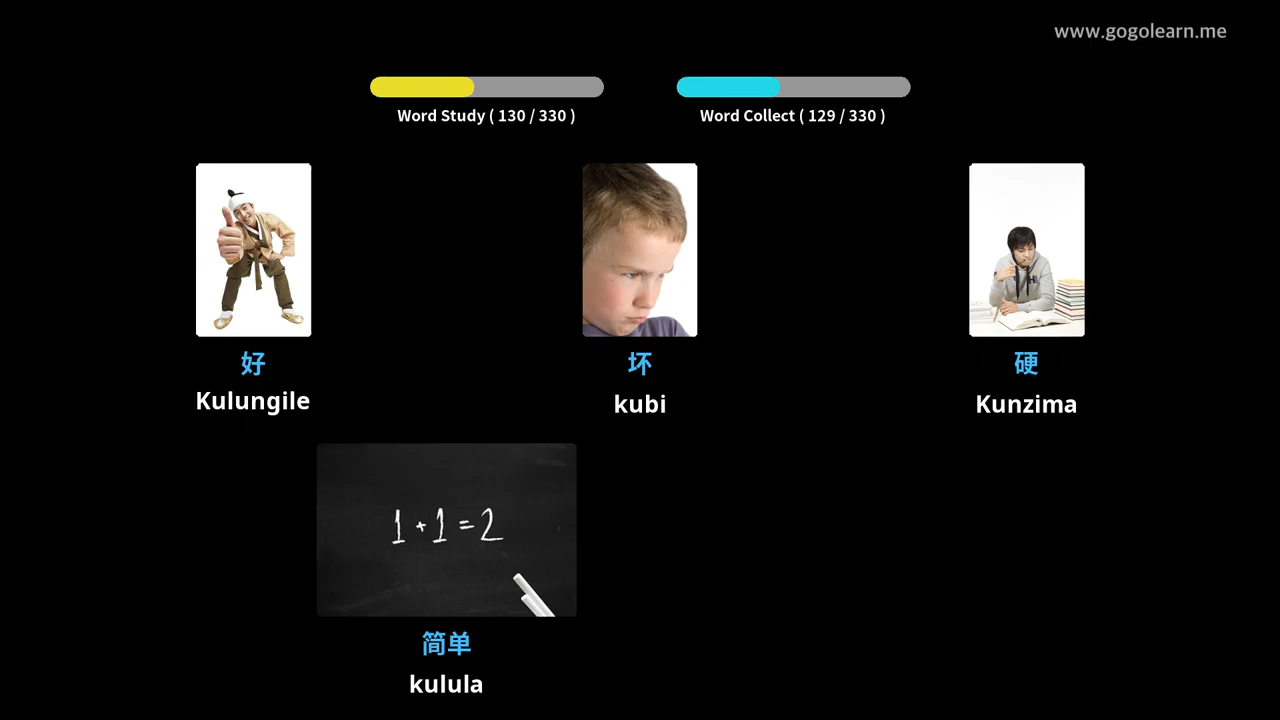 www.gogolearn.me
Word Study ( 130 / 330 )
Word Collect ( 129 / 330 )
好
Kulungile
坏
kubi
硬
Kunzima
1 + 1 = 2
简单
kulula